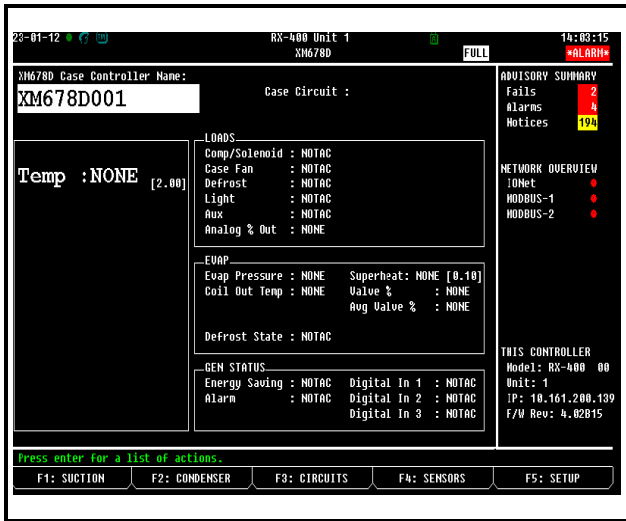 23-01-12 RX-400 Unit 1 14:03:15
XM678D FULL *ALARM*
XM678D Case Controller Name:
XM678D001
Case Circuit :
ADVISORY SUMMARY
Fails 2
Alarms 4
Notices 194
Temp :NONE [2.00]
LOADS
Comp/Solenoid : NOTAC
Case Fan : NOTAC
Defrost : NOTAC
Light : NOTAC
Aux : NOTAC
Analog % Out : NONE
NETWORK OVERVIEW
IONet
MODBUS-1
MODBUS-2
EVAP
Evap Pressure : NONE Superheat: NONE [0.10]
Coil Out Temp : NONE Valve % : NONE
Avg Valve % : NONE
Defrost State : NOTAC
GEN STATUS
Energy Saving : NOTAC Digital In 1 : NOTAC
Alarm : NOTAC Digital In 2 : NOTAC
Digital In 3 : NOTAC
THIS CONTROLLER
Model: RX-400 00
Unit: 1
IP: 10.161.200.139
F/W Rev: 4.02B15
Press enter for a list of actions.
F1: SUCTION F2: CONDENSER F3: CIRCUITS F4: SENSORS F5: SETUP